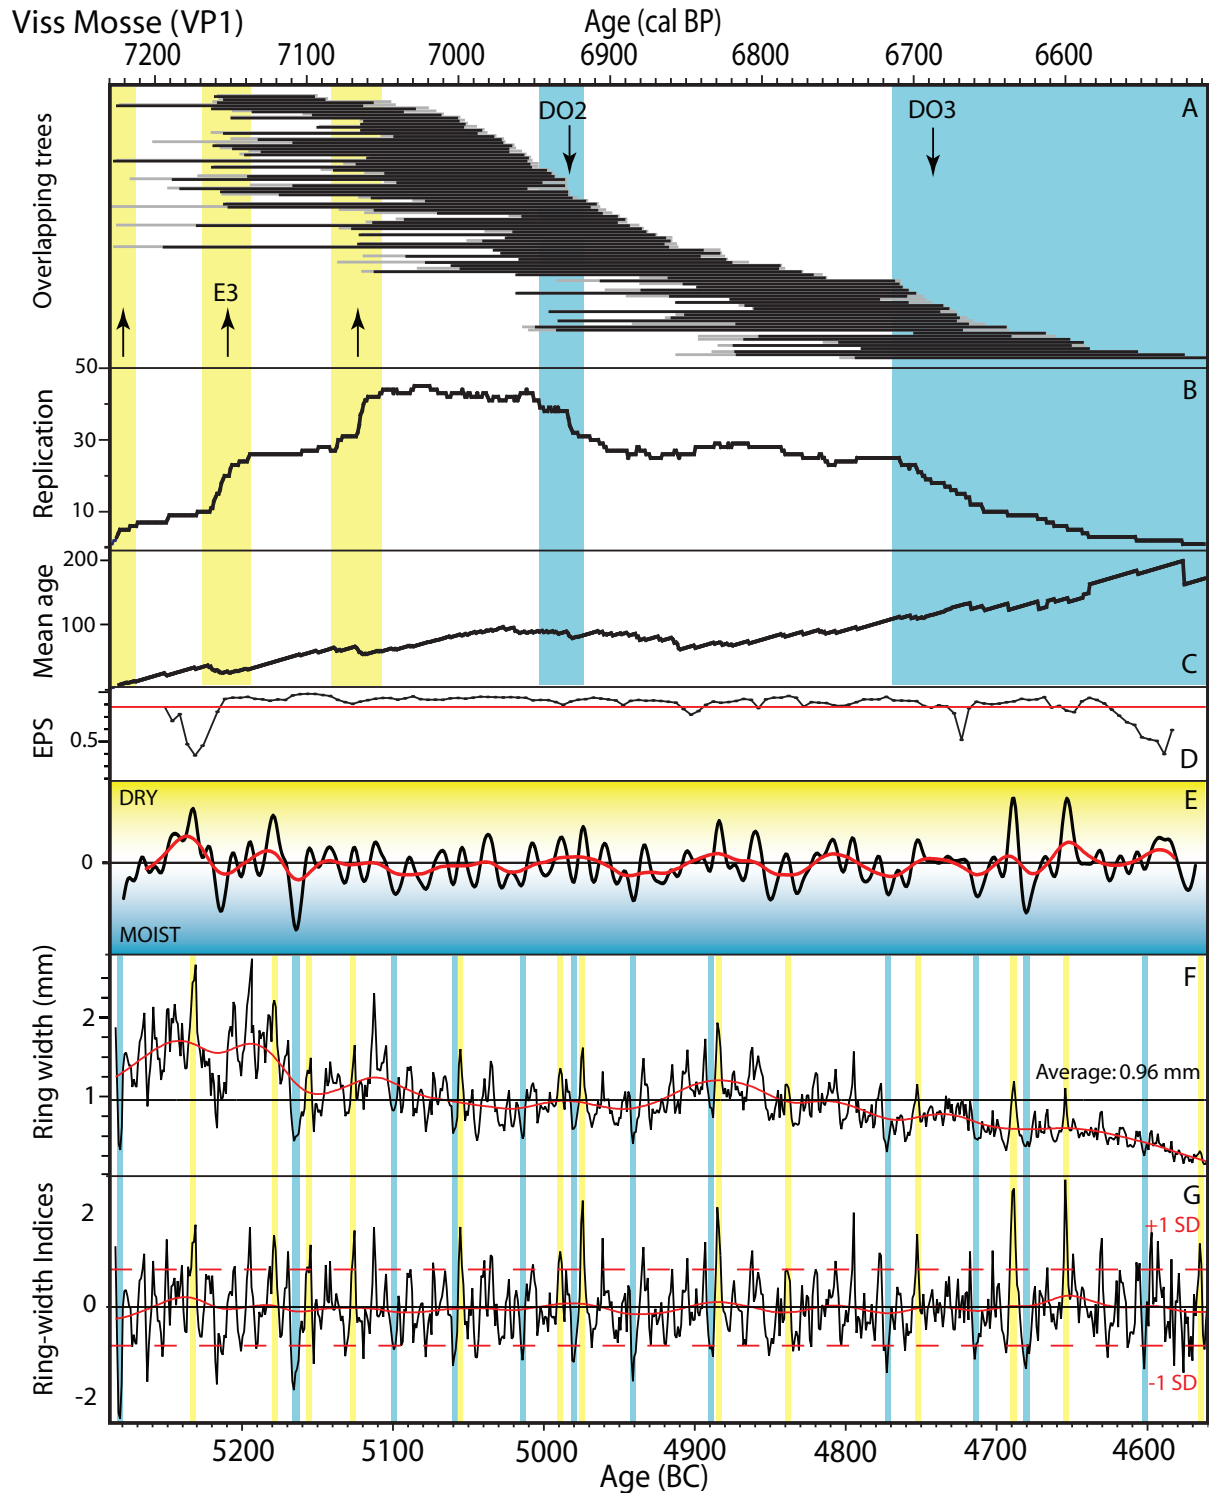 Viss Mosse (VP1)
Age (cal BP)
7200 7100 7000 6900 6800 6700 6600
Overlapping trees
A
DO2
DO3
E3
50
30
10
Replication
B
200
100
Mean age
C
EPS
0.5
D
DRY
E
0
MOIST
Ring width (mm)
F
2
1
Average: 0.96 mm
Ring-width Indices
G
2
0
-2
+1 SD
-1 SD
5200 5100 5000 4900 4800 4700 4600
Age (BC)